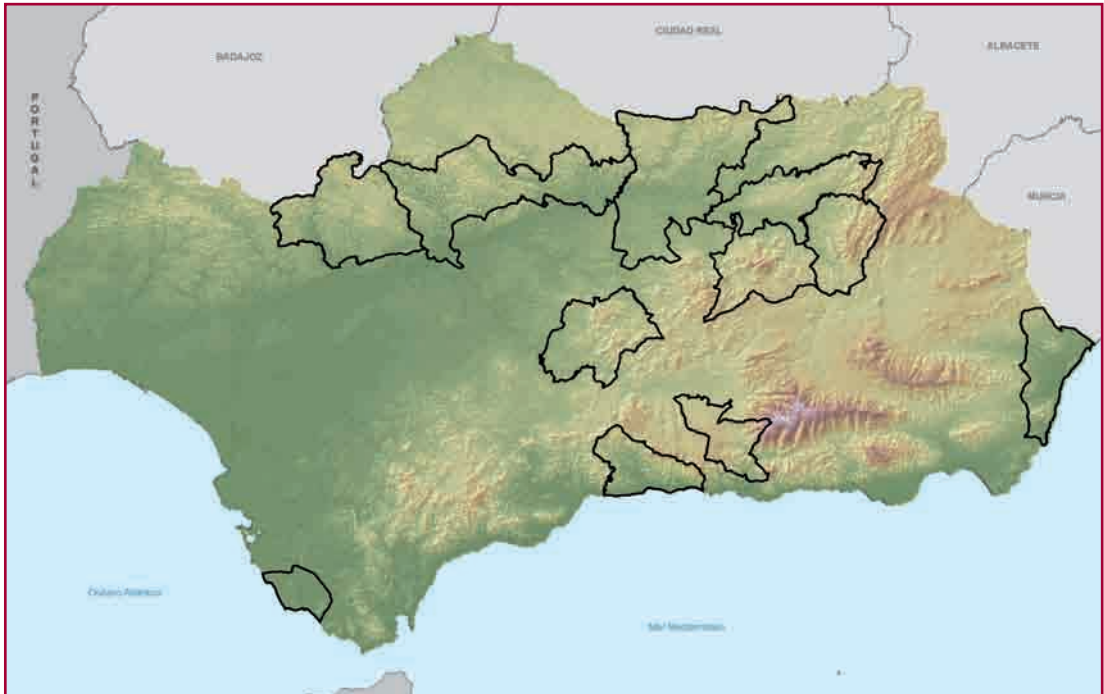 CIUDAD REAL
ALBACETE
BADAJOZ
PORTUGAL
MURCIA
Océano Atlántico
Mar Mediterráneo